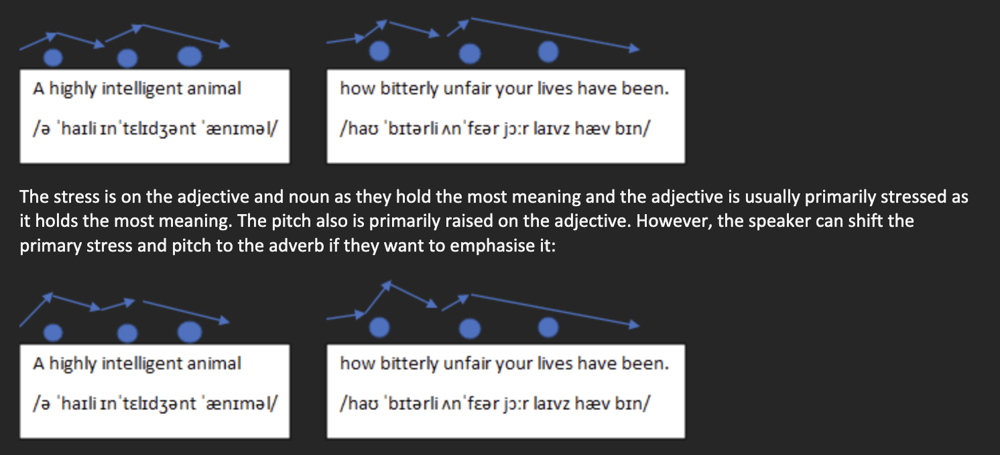 A highly intelligent animal
/ə ˈhaɪli ɪnˈtɛlɪdʒənt ˈænɪməl/
how bitterly unfair your lives have been.
/haʊ ˈbɪtərli ʌnˈfɛər jɔːr laɪvz hæv bɪn/
The stress is on the adjective and noun as they hold the most meaning and the adjective is usually primarily stressed as
it holds the most meaning. The pitch also is primarily raised on the adjective. However, the speaker can shift the
primary stress and pitch to the adverb if they want to emphasise it:
A highly intelligent animal
/ə ˈhaɪli ɪnˈtɛlɪdʒənt ˈænɪməl/
how bitterly unfair your lives have been.
/haʊ ˈbɪtərli ʌnˈfɛər jɔːr laɪvz hæv bɪn/